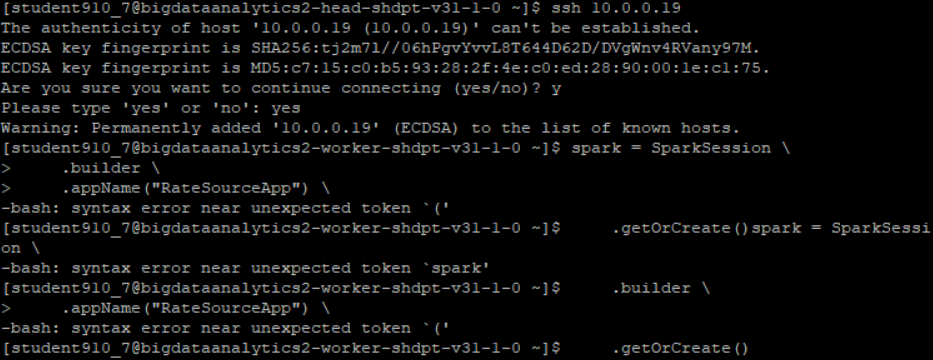 [student910_7@bigdataanalytics2-head-shdpt-v31-1-0 ~]$ ssh 10.0.0.19
The authenticity of host '10.0.0.19 (10.0.0.19)' can't be established.
ECDSA key fingerprint is SHA256:tj2m7l//O6hPgvYvvL8T644D62D/DVgWnv4RVany97M.
ECDSA key fingerprint is MD5:c7:15:c0:b5:93:28:2f:4e:c0:ed:28:90:00:1e:c1:75.
Are you sure you want to continue connecting (yes/no)? y
Please type 'yes' or 'no': yes
Warning: Permanently added '10.0.0.19' (ECDSA) to the list of known hosts.
[student910_7@bigdataanalytics2-worker-shdpt-v31-1-0 ~]$ spark = SparkSession \
>     .builder \
>     .appName("RateSourceApp") \
-bash: syntax error near unexpected token `('
[student910_7@bigdataanalytics2-worker-shdpt-v31-1-0 ~]$     .getOrCreate()spark = SparkSessi
on \
-bash: syntax error near unexpected token `spark'
[student910_7@bigdataanalytics2-worker-shdpt-v31-1-0 ~]$     .builder \
>     .appName("RateSourceApp") \
-bash: syntax error near unexpected token `('
[student910_7@bigdataanalytics2-worker-shdpt-v31-1-0 ~]$     .getOrCreate()